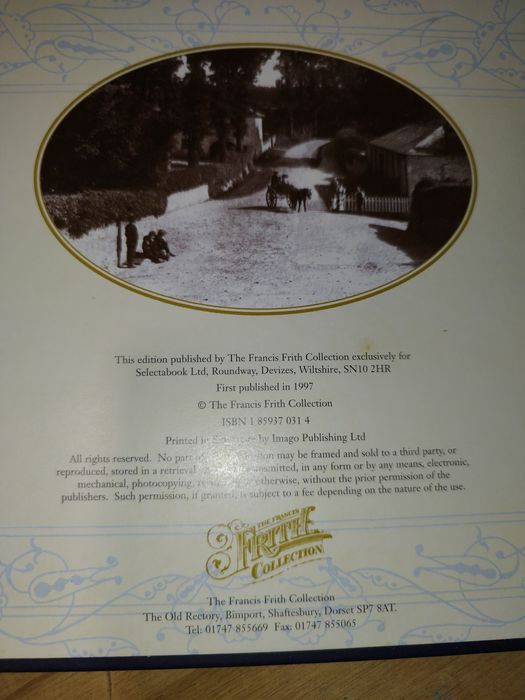 This edition published by The Francis Frith Collection exclusively for
Selectabook Ltd, Roundway, Devizes, Wiltshire, SN10 2HR
First published in 1997
© The Francis Frith Collection
ISBN 1 85937 031 4
Printed in by Imago Publishing Ltd
All rights reserved. No part may be framed and sold to a third party, or
reproduced, stored in a retrieval transmitted, in any form or by any means, electronic,
mechanical, photocopying, otherwise, without the prior permission of the
publishers. Such permission, if granted, is subject to a fee depending on the nature of the use.
THE FRANCIS
FRITH
COLLECTION
The Francis Frith Collection
The Old Rectory, Bimport, Shaftesbury, Dorset SP7 8AT.
Tel: 01747 855669 Fax: 01747 855065